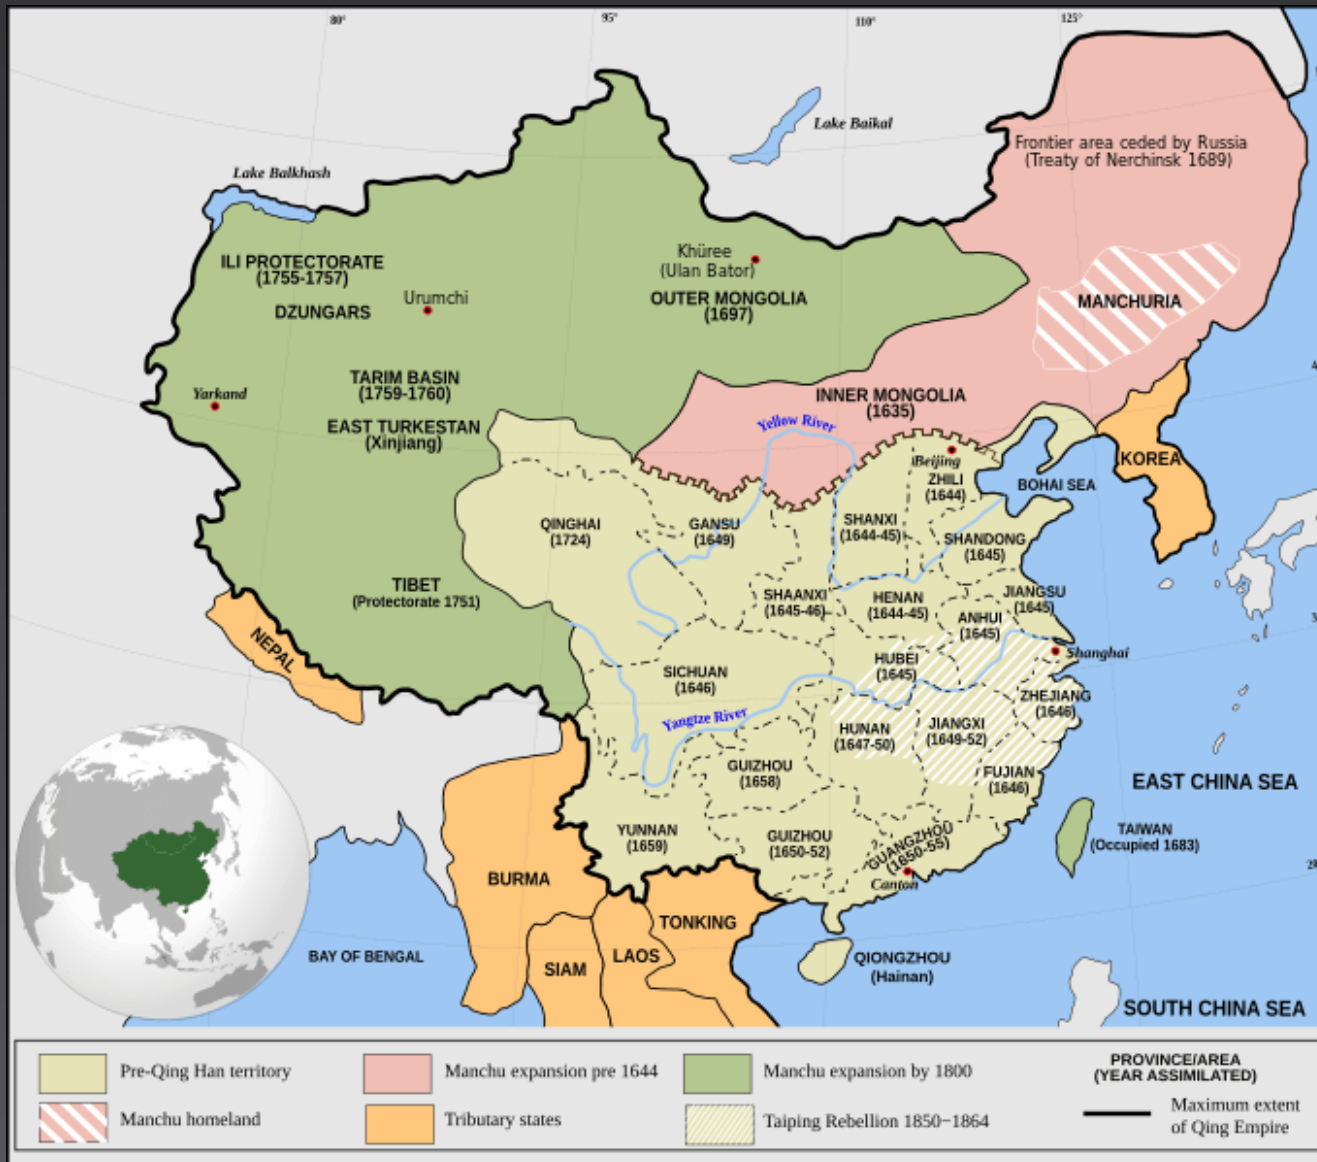 80°
95°
110°
125°
Lake Baikal
Frontier area ceded by Russia
(Treaty of Nerchinsk 1689)
Lake Balkhash
Khüree
(Ulan Bator)
ILI PROTECTORATE
(1755-1757)
DZUNGARS
Urumchi
OUTER MONGOLIA
(1697)
MANCHURIA
TARIM BASIN
(1759-1760)
Yarkand
INNER MONGOLIA
(1635)
EAST TURKESTAN
(Xinjiang)
Yellow River
Beijing
ZHILI
(1644)
KOREA
BOHAI SEA
QINGHAI
(1724)
GANSU
(1649)
SHANXI
(1644-45)
SHANDONG
(1645)
TIBET
(Protectorate 1751)
SHAANXI
(1645-46)
HENAN
(1644-45)
JIANGSU
(1645)
ANHUI
(1645)
NEPAL
SICHUAN
(1646)
HUBEI
(1645)
Shanghai
ZHEJIANG
(1646)
Yangtze River
HUNAN
(1647-50)
JIANGXI
(1649-52)
GUIZHOU
(1658)
FUJIAN
(1646)
EAST CHINA SEA
YUNNAN
(1659)
GUIZHOU
(1650-52)
GUANGZHOU
(1650-55)
Canton
TAIWAN
(Occupied 1683)
BURMA
TONKING
BAY OF BENGAL
SIAM
LAOS
QIONGZHOU
(Hainan)
SOUTH CHINA SEA
Pre-Qing Han territory
Manchu expansion pre 1644
Manchu expansion by 1800
PROVINCE/AREA
(YEAR ASSIMILATED)
Manchu homeland
Tributary states
Taiping Rebellion 1850–1864
Maximum extent
of Qing Empire